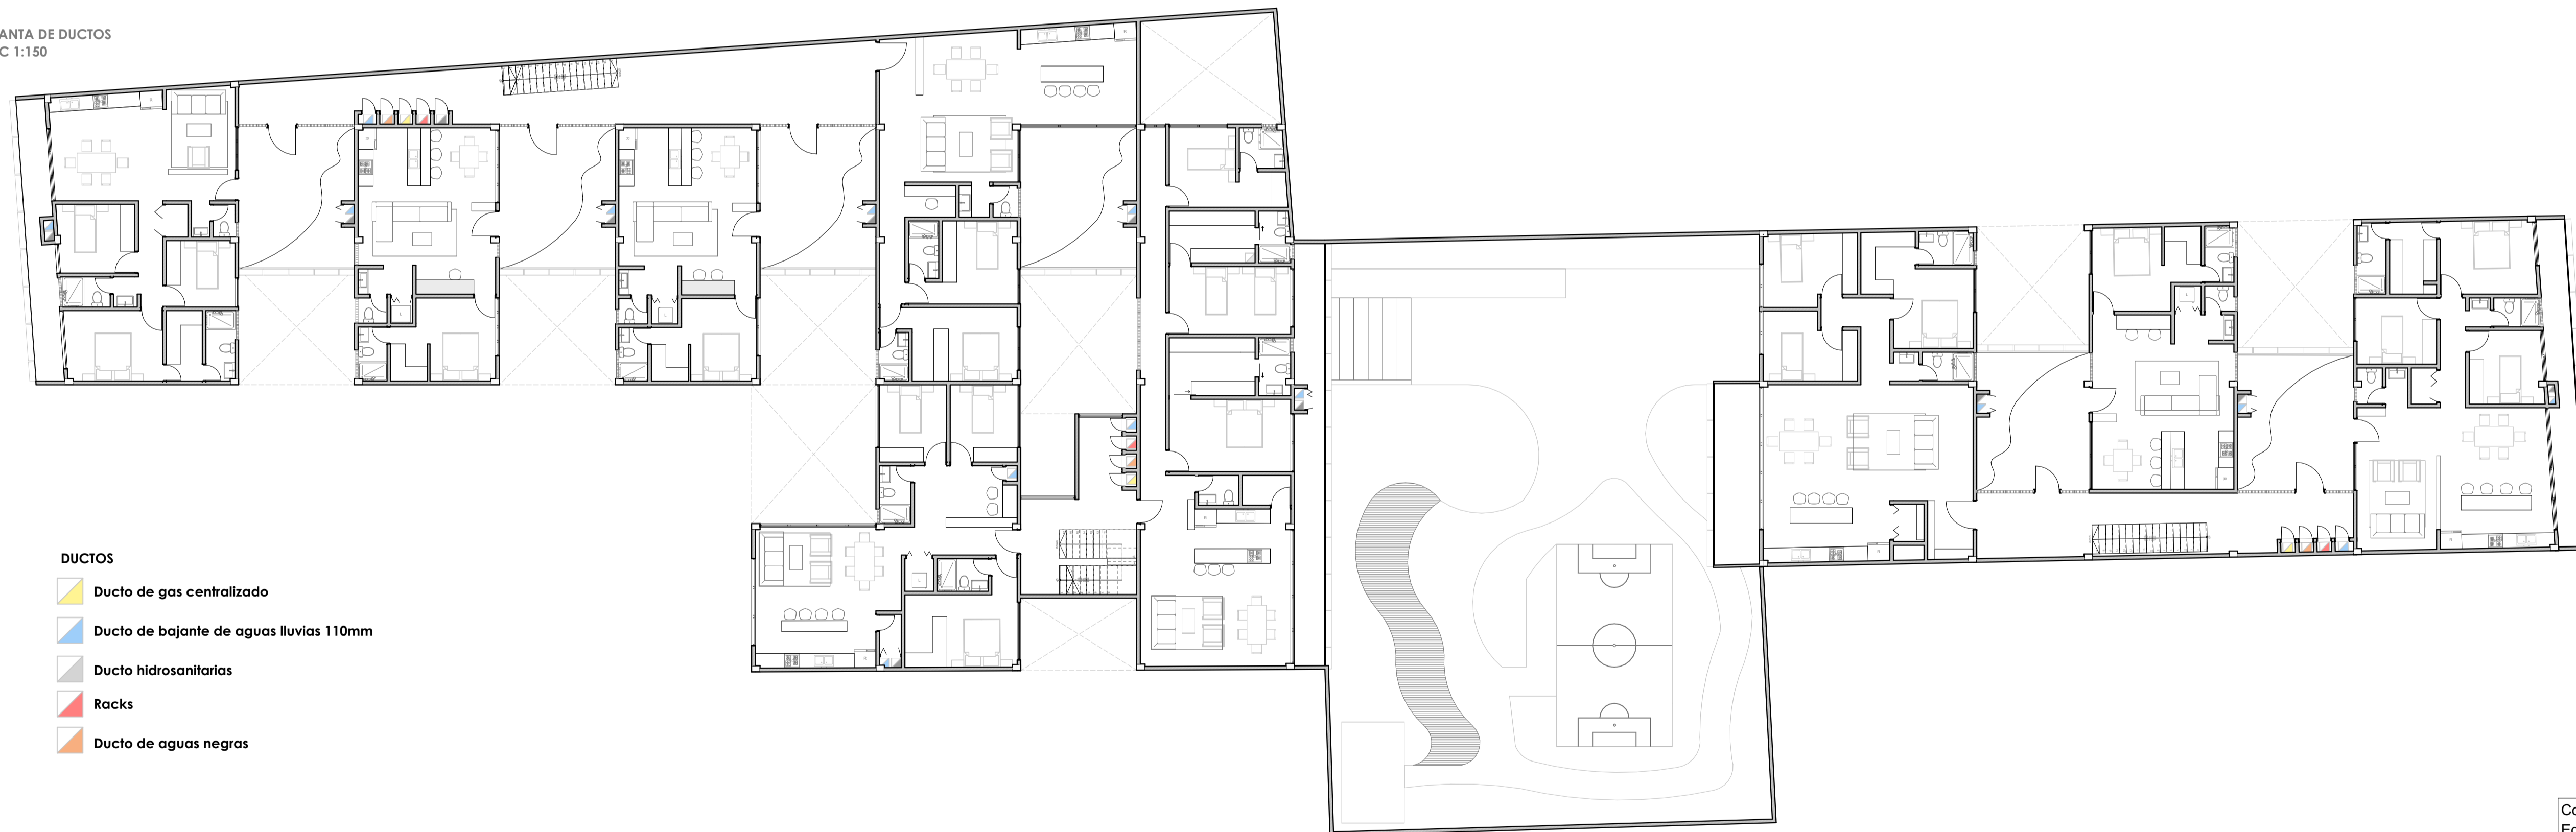 ANTA DE DUCTOS
C 1:150
DUCTOS
Ducto de gas centralizado
Ducto de bajante de aguas lluvias 110mm
Ducto hidrosanitarias
Racks
Ducto de aguas negras
Co